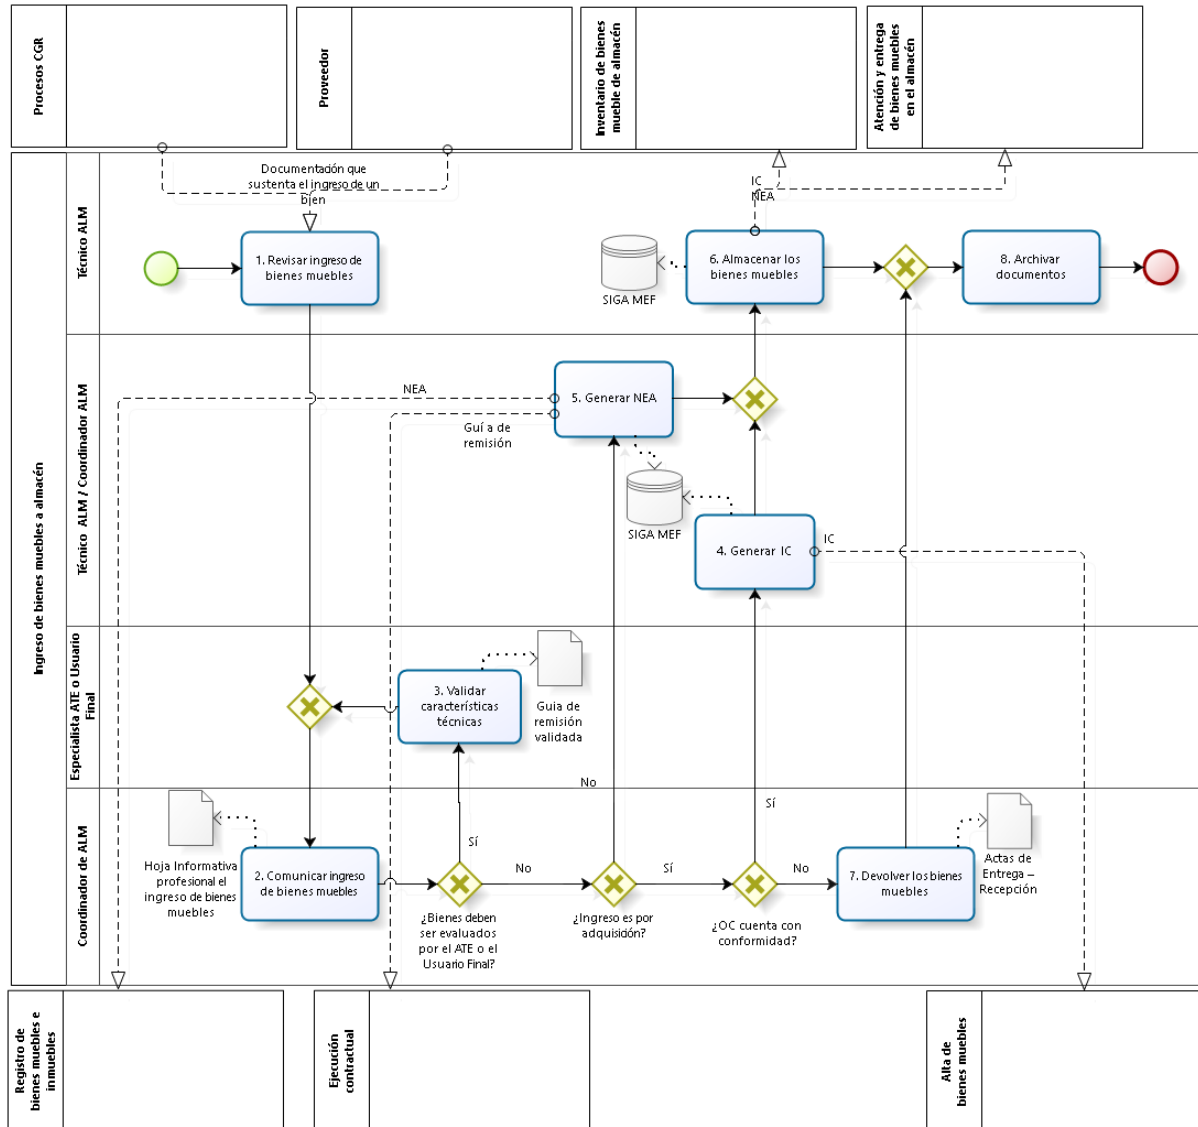 Procesos CGR
Proveedor
Inventario de bienes
mueble de almacén
Atención y entrega
de bienes muebles
en el almacén
Ingreso de bienes muebles a almacén
Técnico ALM
Documentación que
sustenta el ingreso de un
bien
1. Revisar ingreso de
bienes muebles
SIGA MEF
IC
NEA
6. Almacenar los
bienes muebles
8. Archivar
documentos
Técnico ALM / Coordinador ALM
NEA
Guí a de
remisión
5. Generar NEA
SIGA MEF
4. Generar IC
IC
Especialista ATE o Usuario
Final
3. Validar
características
técnicas
Guia de
remisión
validada
No
Sí
Coordinador de ALM
Hoja Informativa
profesional el
ingreso de bienes
muebles
2. Comunicar ingreso
de bienes muebles
Sí
¿Bienes deben
ser evaluados
por el ATE o el
Usuario Final?
No
¿Ingreso es por
adquisición?
Sí
¿OC cuenta con
conformidad?
No
7. Devolver los bienes
muebles
Actas de
Entrega –
Recepción
Registro de
bienes muebles e
inmuebles
Ejecución
contractual
Alta de
bienes muebles